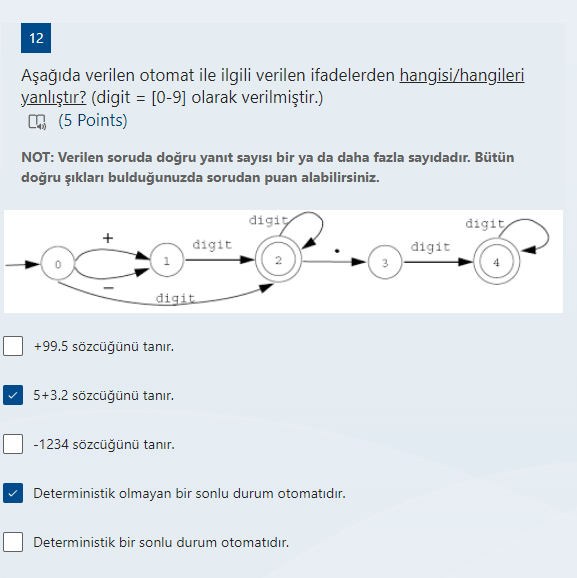 12
Aşağıda verilen otomat ile ilgili verilen ifadelerden hangisi/hangileri
yanlıştır? (digit = [0-9] olarak verilmiştir.)
(5 Points)
NOT: Verilen soruda doğru yanıt sayısı bir ya da daha fazla sayıdadır. Bütün
doğru şıkları bulduğunuzda sorudan puan alabilirsiniz.
digit digit
+ digit . digit
0 1 2 3 4
−
digit
+99.5 sözcüğünü tanır.
5+3.2 sözcüğünü tanır.
-1234 sözcüğünü tanır.
Deterministik olmayan bir sonlu durum otomatıdır.
Deterministik bir sonlu durum otomatıdır.